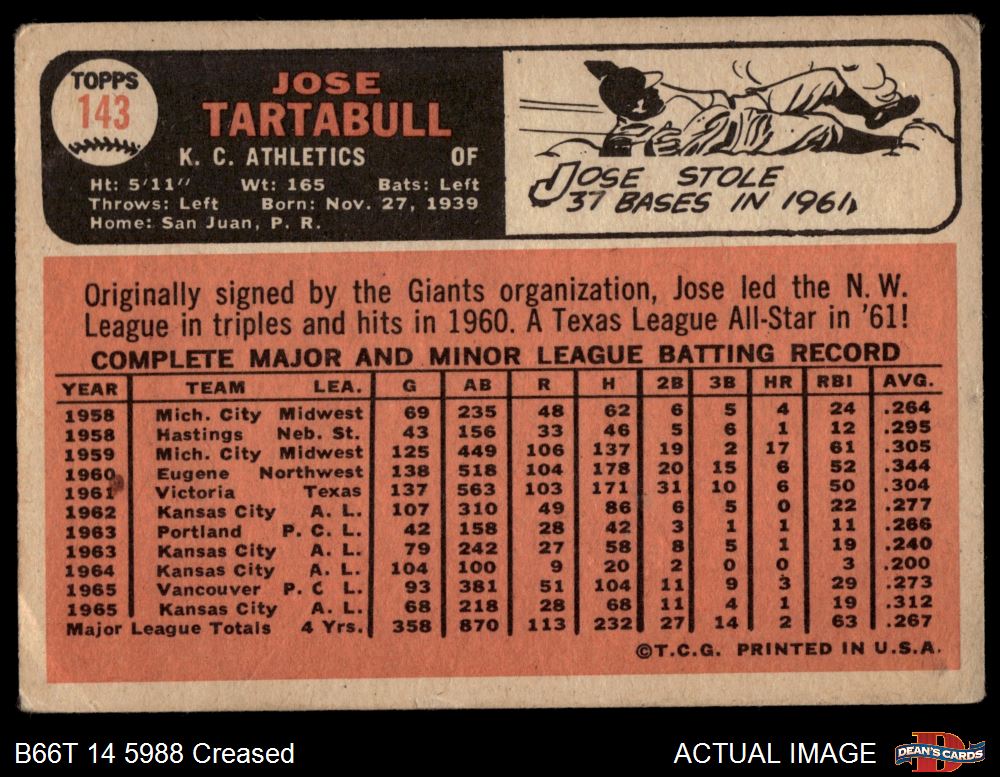 TOPPS
143
JOSE
TARTABULL
K. C. ATHLETICS OF
Ht: 5'11" Wt: 165 Bats: Left
Throws: Left Born: Nov. 27, 1939
Home: San Juan, P. R.
JOSE STOLE
37 BASES IN 1961
Originally signed by the Giants organization, Jose led the N. W.
League in triples and hits in 1960. A Texas League All-Star in '61!
COMPLETE MAJOR AND MINOR LEAGUE BATTING RECORD
YEAR TEAM LEA. G AB R H 2B 3B HR RBI AVG.
1958 Mich. City Midwest 69 235 48 62 6 5 4 24 .264
1958 Hastings Neb. St. 43 156 33 46 5 6 1 12 .295
1959 Mich. City Midwest 125 449 106 137 19 2 17 61 .305
1960 Eugene Northwest 138 518 104 178 20 15 6 52 .344
1961 Victoria Texas 137 563 103 171 31 10 6 50 .304
1962 Kansas City A. L. 107 310 49 86 6 5 0 22 .277
1963 Portland P. C. L. 42 158 28 42 3 1 1 11 .266
1963 Kansas City A. L. 79 242 27 58 8 5 1 19 .240
1964 Kansas City A. L. 104 100 9 20 2 0 0 3 .200
1965 Vancouver P. C L. 93 381 51 104 11 9 3 29 .273
1965 Kansas City A. L. 68 218 28 68 11 4 1 19 .312
Major League Totals 4 Yrs. 358 870 113 232 27 14 2 63 .267
©T.C.G. PRINTED IN U.S.A.
B66T 14 5988 Creased ACTUAL IMAGE
DEAN'S CARDS